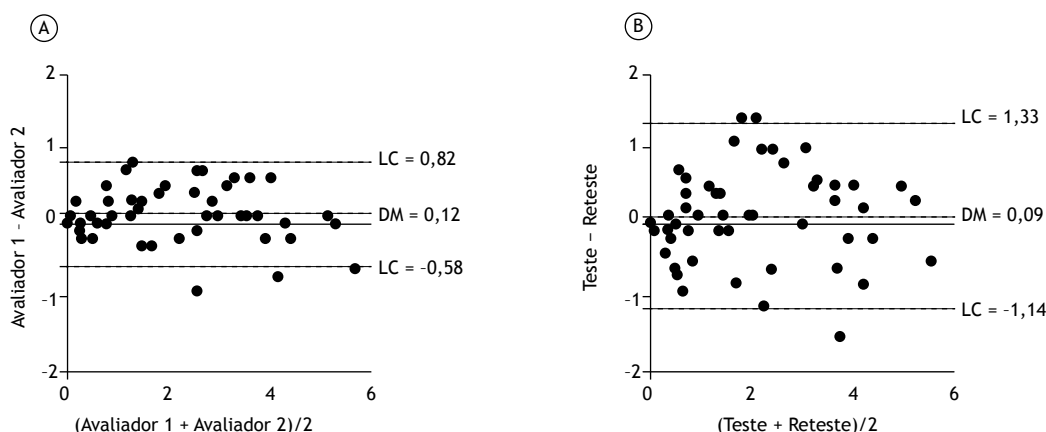 A
2
1
0
-1
-2
Avaliador 1 - Avaliador 2
LC = 0,82
DM = 0,12
LC = -0,58
0
2
4
6
(Avaliador 1 + Avaliador 2)/2
B
2
1
0
-1
-2
Teste – Reteste
LC = 1,33
DM = 0,09
LC = -1,14
0
2
4
6
(Teste + Reteste)/2